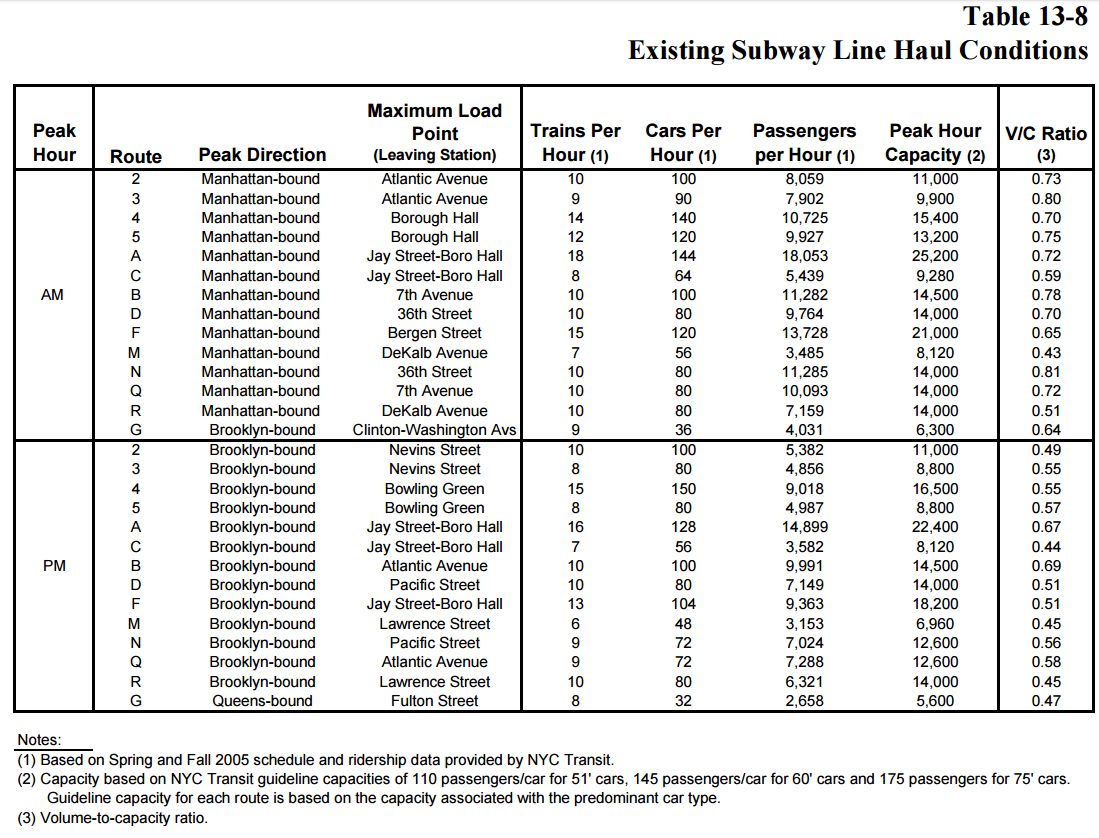 Table 13-8
Existing Subway Line Haul Conditions
Peak Hour Route Peak Direction Maximum Load Point (Leaving Station) Trains Per Hour (1) Cars Per Hour (1) Passengers per Hour (1) Peak Hour Capacity (2) V/C Ratio (3)
AM
2 Manhattan-bound Atlantic Avenue 10 100 8,059 11,000 0.73
3 Manhattan-bound Atlantic Avenue 9 90 7,902 9,900 0.80
4 Manhattan-bound Borough Hall 14 140 10,725 15,400 0.70
5 Manhattan-bound Borough Hall 12 120 9,927 13,200 0.75
A Manhattan-bound Jay Street-Boro Hall 18 144 18,053 25,200 0.72
C Manhattan-bound Jay Street-Boro Hall 8 64 5,439 9,280 0.59
B Manhattan-bound 7th Avenue 10 100 11,282 14,500 0.78
D Manhattan-bound 36th Street 10 80 9,764 14,000 0.70
F Manhattan-bound Bergen Street 15 120 13,728 21,000 0.65
M Manhattan-bound DeKalb Avenue 7 56 3,485 8,120 0.43
N Manhattan-bound 36th Street 10 80 11,285 14,000 0.81
Q Manhattan-bound 7th Avenue 10 80 10,093 14,000 0.72
R Manhattan-bound DeKalb Avenue 10 80 7,159 14,000 0.51
G Brooklyn-bound Clinton-Washington Avs 9 36 4,031 6,300 0.64
PM
2 Brooklyn-bound Nevins Street 10 100 5,382 11,000 0.49
3 Brooklyn-bound Nevins Street 8 80 4,856 8,800 0.55
4 Brooklyn-bound Bowling Green 15 150 9,018 16,500 0.55
5 Brooklyn-bound Bowling Green 8 80 4,987 8,800 0.57
A Brooklyn-bound Jay Street-Boro Hall 16 128 14,899 22,400 0.67
C Brooklyn-bound Jay Street-Boro Hall 7 56 3,582 8,120 0.44
B Brooklyn-bound Atlantic Avenue 10 100 9,991 14,500 0.69
D Brooklyn-bound Pacific Street 10 80 7,149 14,000 0.51
F Brooklyn-bound Jay Street-Boro Hall 13 104 9,363 18,200 0.51
M Brooklyn-bound Lawrence Street 6 48 3,153 6,960 0.45
N Brooklyn-bound Pacific Street 9 72 7,024 12,600 0.56
Q Brooklyn-bound Atlantic Avenue 9 72 7,288 12,600 0.58
R Brooklyn-bound Lawrence Street 10 80 6,321 14,000 0.45
G Queens-bound Fulton Street 8 32 2,658 5,600 0.47
Notes:
(1) Based on Spring and Fall 2005 schedule and ridership data provided by NYC Transit.
(2) Capacity based on NYC Transit guideline capacities of 110 passengers/car for 51' cars, 145 passengers/car for 60' cars and 175 passengers for 75' cars.
Guideline capacity for each route is based on the capacity associated with the predominant car type.
(3) Volume-to-capacity ratio.